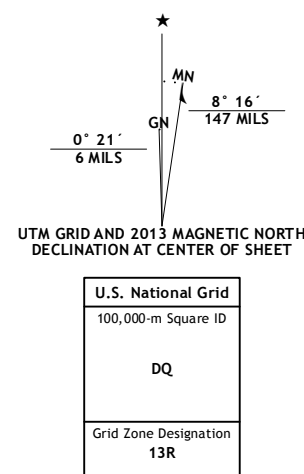 ★
MN
GN
8° 16´
147 MILS
0° 21´
6 MILS
UTM GRID AND 2013 MAGNETIC NORTH
DECLINATION AT CENTER OF SHEET
U.S. National Grid
100,000-m Square ID
DQ
Grid Zone Designation
13R